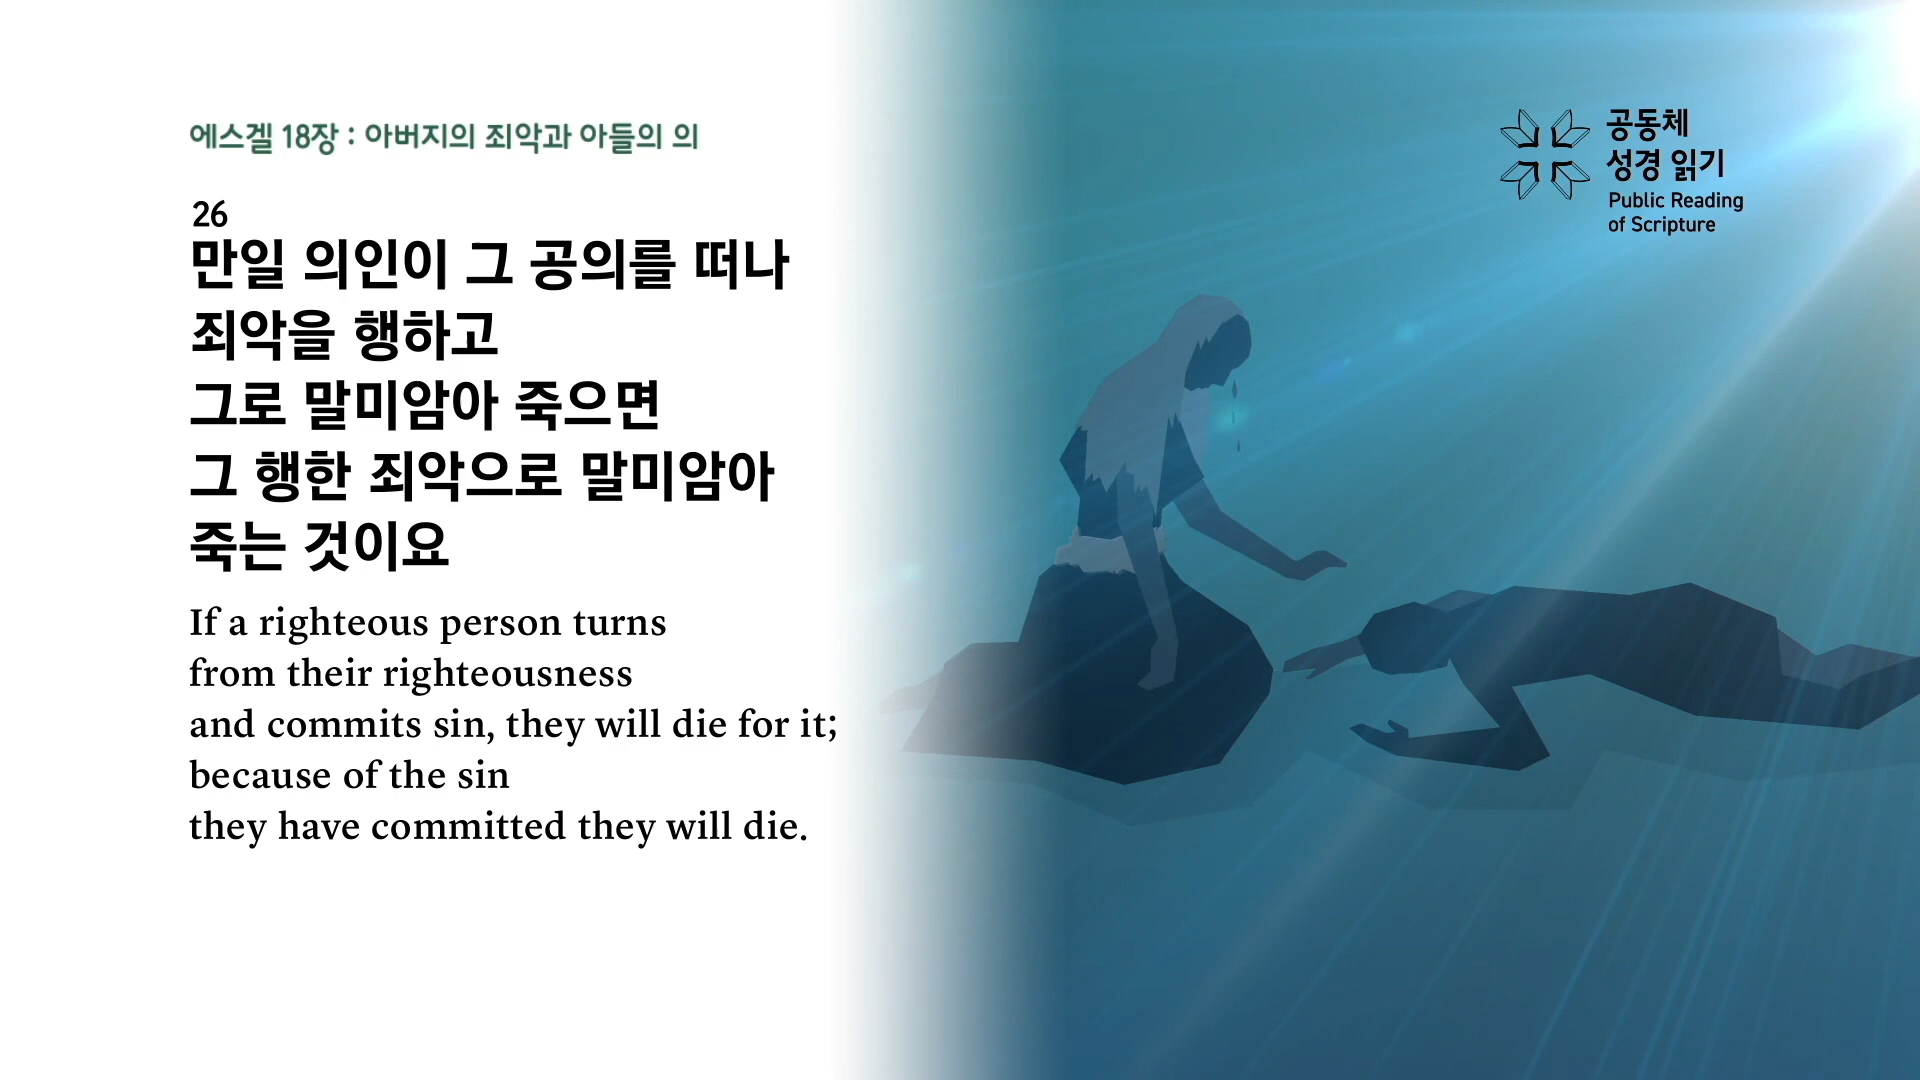 에스겔 18장 : 아버지의 죄악과 아들의 의
26
만일 의인이 그 공의를 떠나
죄악을 행하고
그로 말미암아 죽으면
그 행한 죄악으로 말미암아
죽는 것이요
If a righteous person turns
from their righteousness
and commits sin, they will die for it;
because of the sin
they have committed they will die.
공동체
성경 읽기
Public Reading
of Scripture